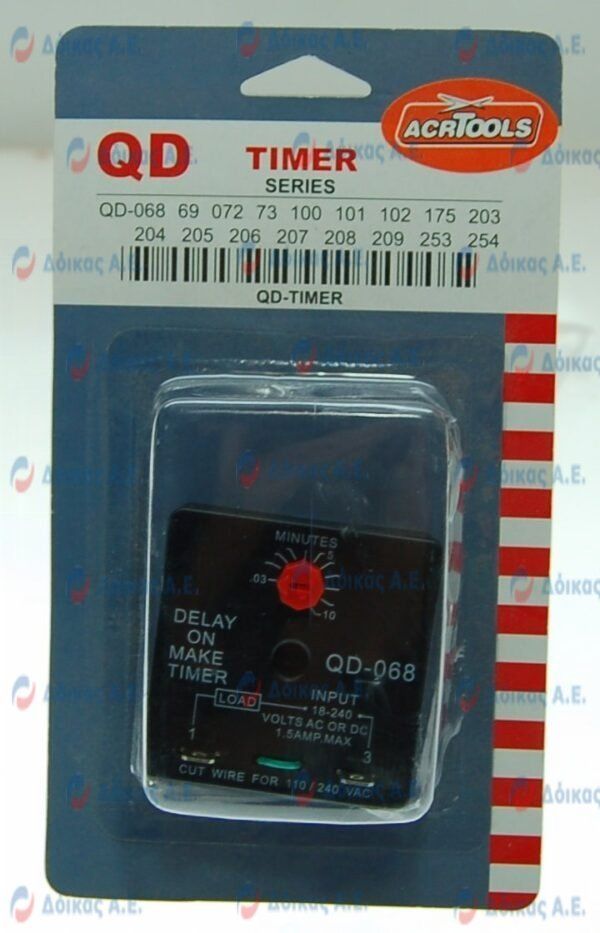 ACRTOOLS
QD TIMER
SERIES
QD-068 69 072 73 100 101 102 175 203
204 205 206 207 208 209 253 254
QD-TIMER
MINUTES
5
.03
10
DELAY
ON
MAKE
TIMER
QD-068
LOAD
INPUT
18-240
VOLTS AC OR DC
1.5AMP.MAX
1
3
CUT WIRE FOR 110/240 VAC
Δόικας Α.Ε.